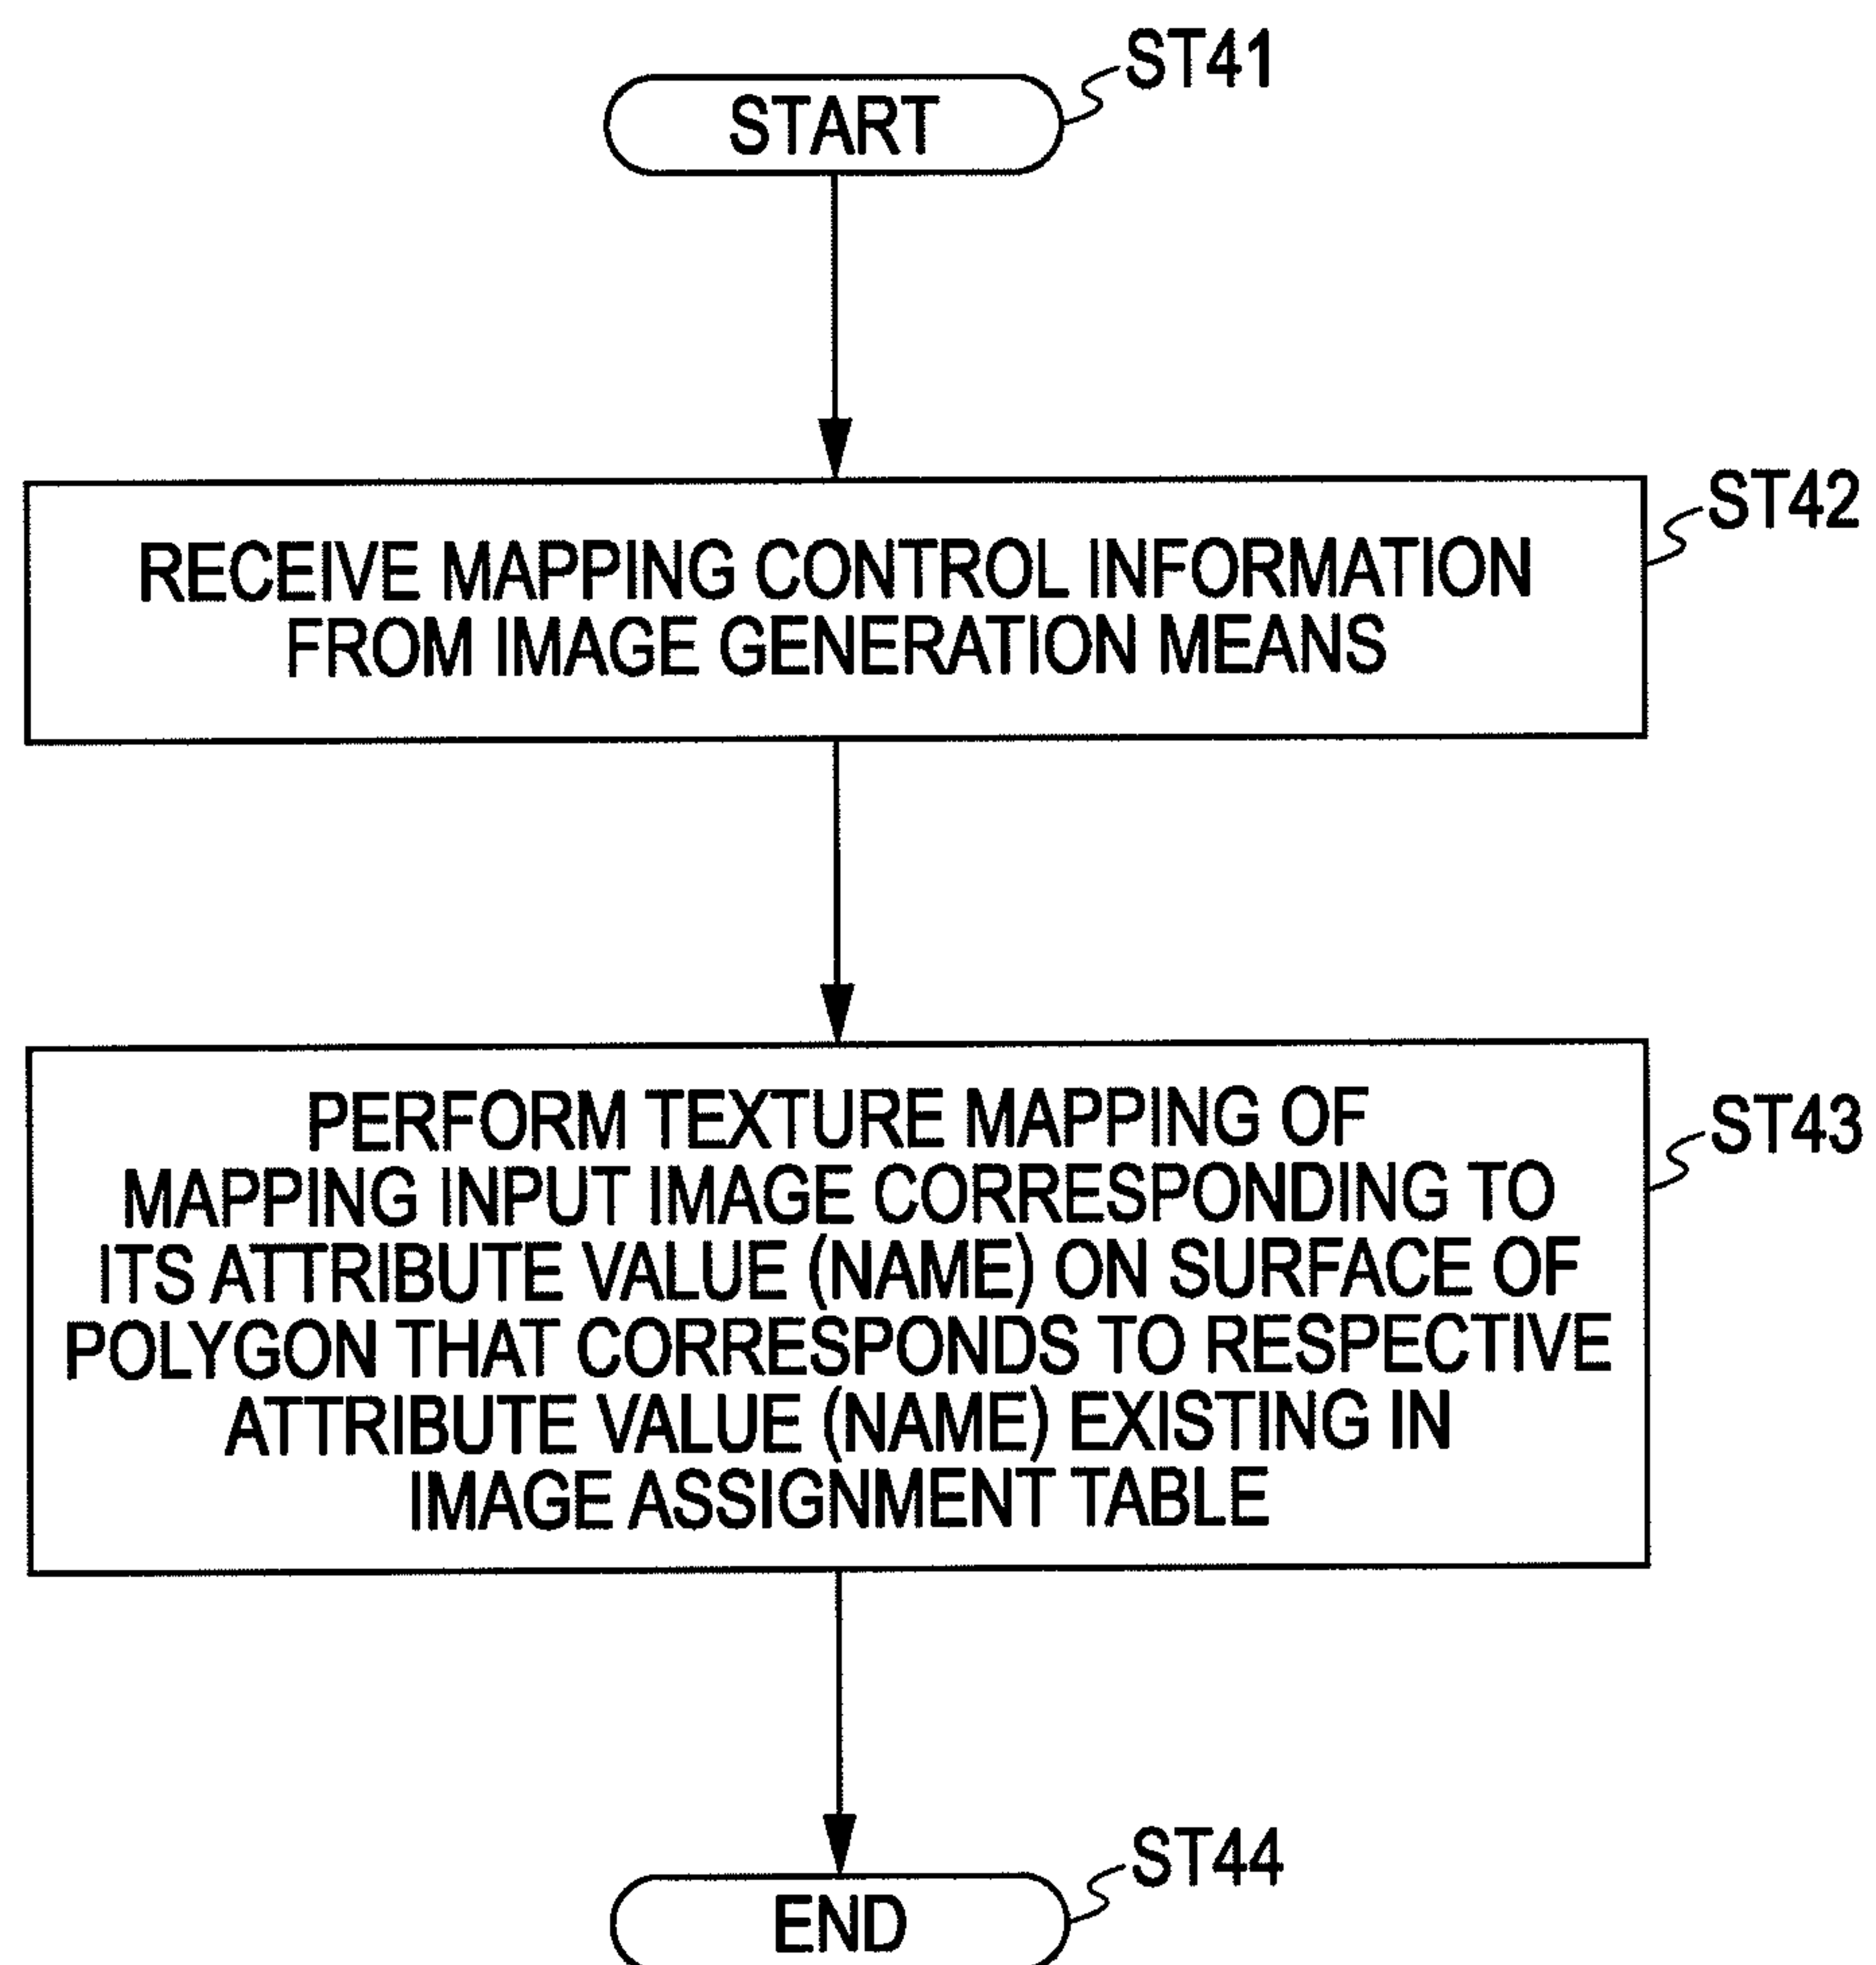 ST41
START
ST42
RECEIVE MAPPING CONTROL INFORMATION
FROM IMAGE GENERATION MEANS
ST43
PERFORM TEXTURE MAPPING OF
MAPPING INPUT IMAGE CORRESPONDING TO
ITS ATTRIBUTE VALUE (NAME) ON SURFACE OF
POLYGON THAT CORRESPONDS TO RESPECTIVE
ATTRIBUTE VALUE (NAME) EXISTING IN
IMAGE ASSIGNMENT TABLE
ST44
END